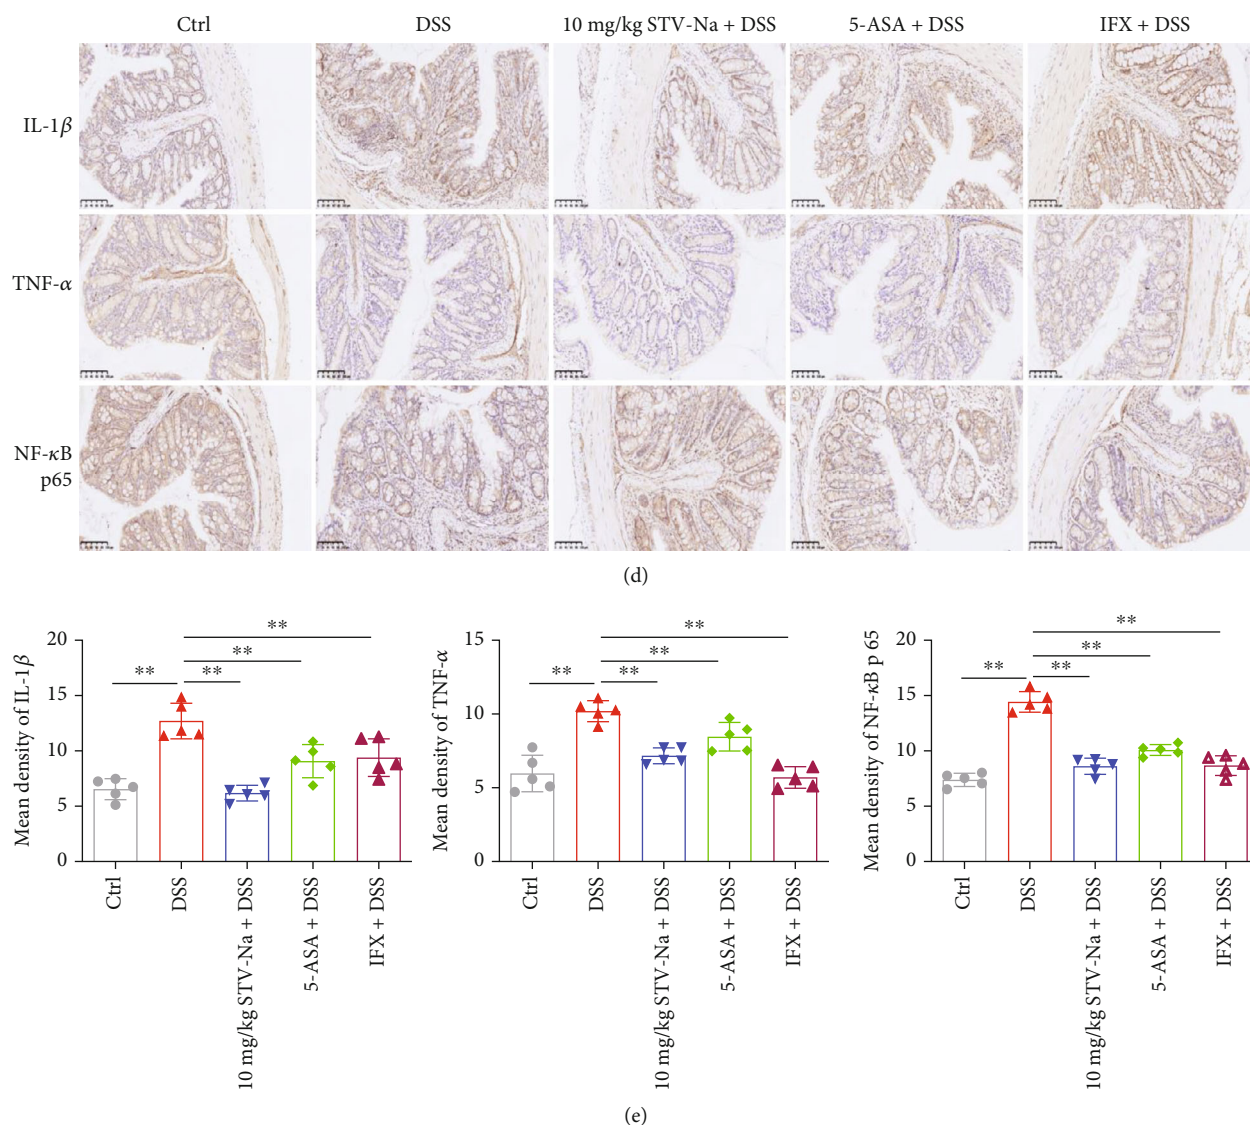 Ctrl DSS 10 mg/kg STV-Na + DSS 5-ASA + DSS IFX + DSS
IL-1β
TNF-α
NF-κB
p65
(d)
Mean density of IL-1β
20
15
10
5
0
** ** ** **
Ctrl
DSS
10 mg/kg STV-Na + DSS
5-ASA + DSS
IFX + DSS
Mean density of TNF-α
15
10
5
0
** ** ** **
Ctrl
DSS
10 mg/kg STV-Na + DSS
5-ASA + DSS
IFX + DSS
Mean density of NF-κB p 65
20
15
10
5
0
** ** ** **
Ctrl
DSS
10 mg/kg STV-Na + DSS
5-ASA + DSS
IFX + DSS
(e)